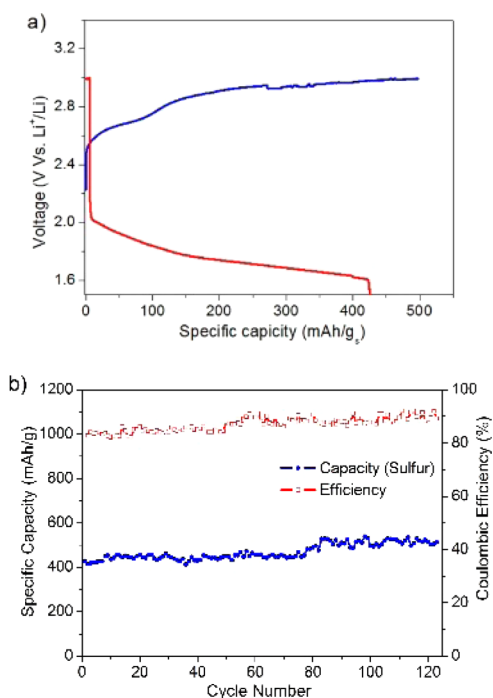 a)
3.2
2.8
2.4
2.0
1.6
Voltage (V Vs. Li⁺/Li)
0 100 200 300 400 500
Specific capicity (mAh/gₛ)
b)
1200
1000
800
600
400
200
0
Specific Capacity (mAh/g)
100
80
60
40
20
0
Coulombic Efficiency (%)
Capacity (Sulfur)
Efficiency
0 20 40 60 80 100 120
Cycle Number